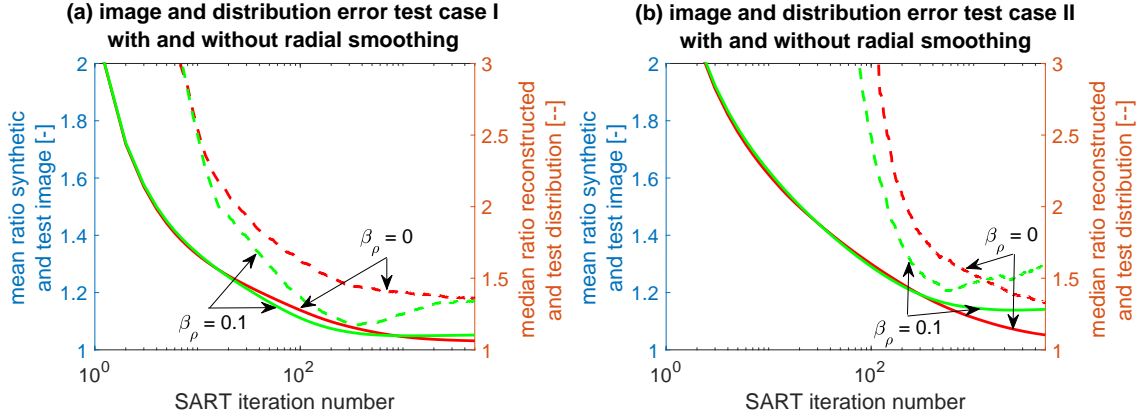 (a) image and distribution error test case I
with and without radial smoothing
mean ratio synthetic
and test image [-]
2
1.8
1.6
1.4
1.2
1
3
2.5
2
1.5
1
median ratio reconstructed
and test distribution [--]
β_ρ = 0
β_ρ = 0.1
10^0
10^2
SART iteration number
(b) image and distribution error test case II
with and without radial smoothing
mean ratio synthetic
and test image [-]
2
1.8
1.6
1.4
1.2
1
3
2.5
2
1.5
1
median ratio reconstructed
and test distribution [--]
β_ρ = 0
β_ρ = 0.1
10^0
10^2
SART iteration number